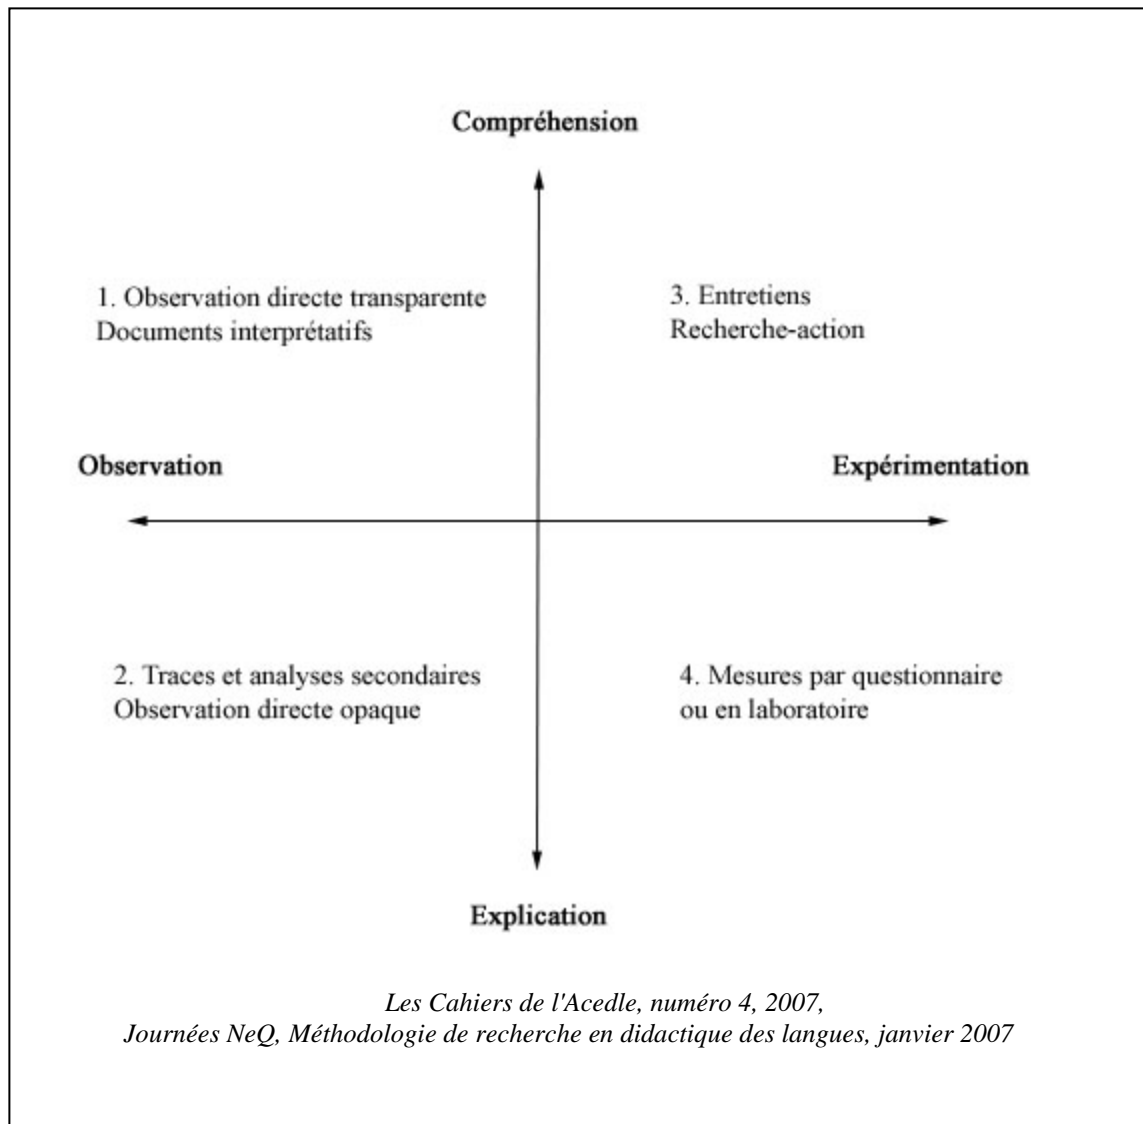 Compréhension
1. Observation directe transparente
Documents interprétatifs
3. Entretiens
Recherche-action
Observation
Expérimentation
2. Traces et analyses secondaires
Observation directe opaque
4. Mesures par questionnaire
ou en laboratoire
Explication
Les Cahiers de l'Acedle, numéro 4, 2007,
Journées NeQ, Méthodologie de recherche en didactique des langues, janvier 2007